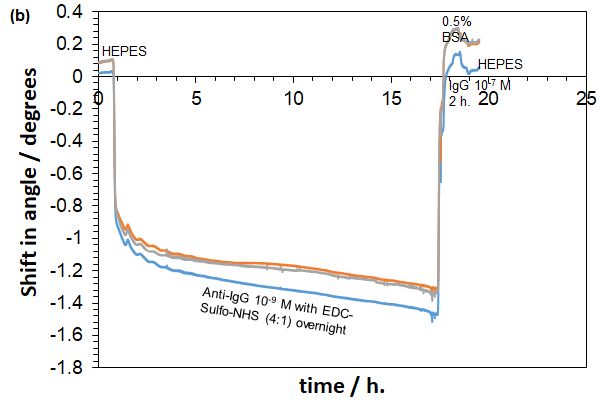 (b)
0.4
0.2
0
-0.2
-0.4
-0.6
-0.8
-1
-1.2
-1.4
-1.6
-1.8
Shift in angle / degrees
0
5
10
15
20
25
time / h.
HEPES
0.5%
BSA
HEPES
IgG 10⁻⁷ M
2 h.
Anti-IgG 10⁻⁹ M with EDC-
Sulfo-NHS (4:1) overnight